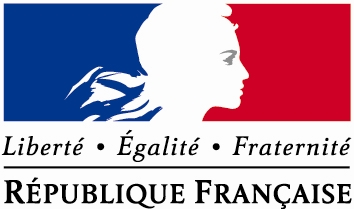 Liberté • Égalité • Fraternité
RÉPUBLIQUE FRANÇAISE